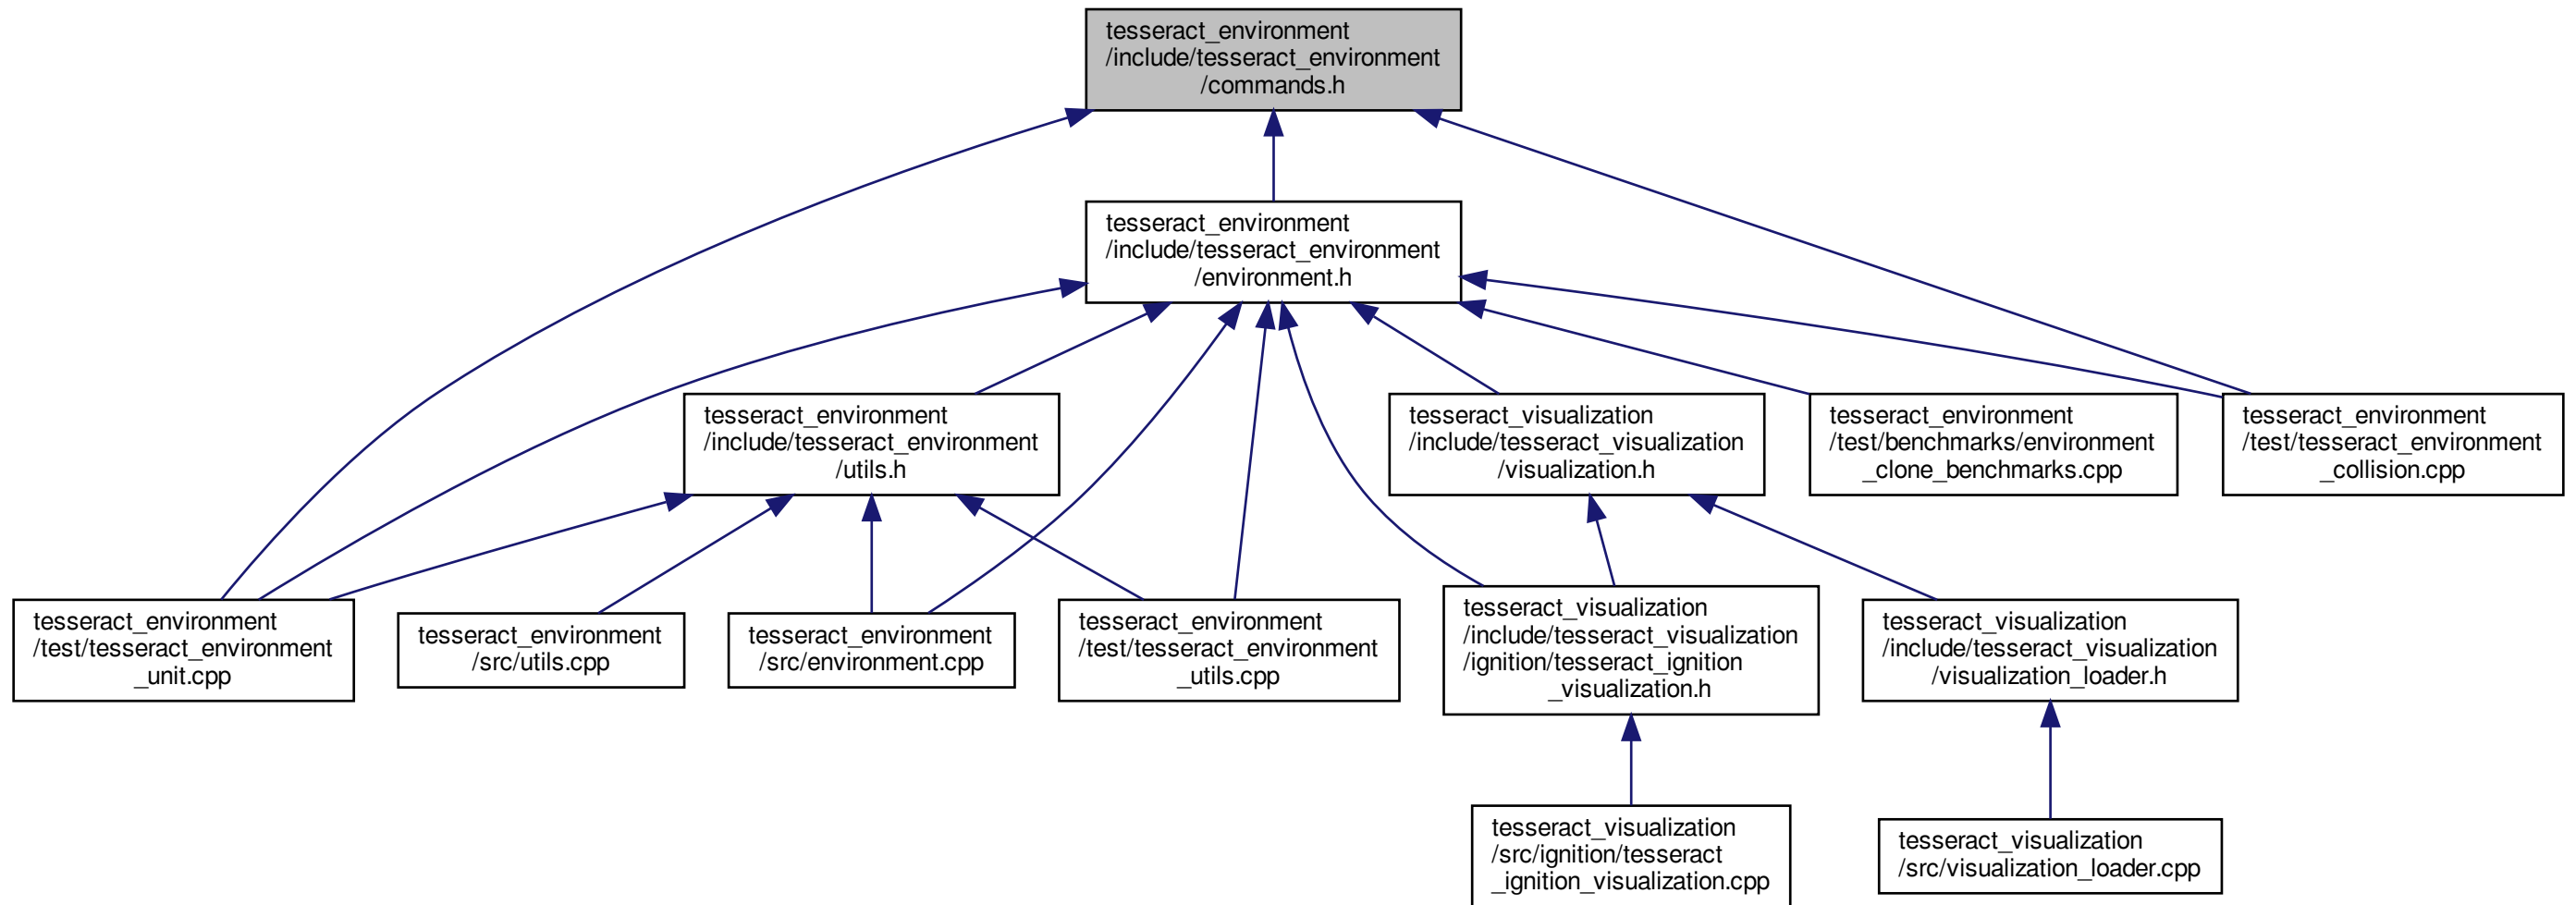 tesseract_environment
/include/tesseract_environment
/commands.h
tesseract_environment
/include/tesseract_environment
/environment.h
tesseract_environment
/include/tesseract_environment
/utils.h
tesseract_visualization
/include/tesseract_visualization
/visualization.h
tesseract_environment
/test/benchmarks/environment
_clone_benchmarks.cpp
tesseract_environment
/test/tesseract_environment
_collision.cpp
tesseract_environment
/test/tesseract_environment
_unit.cpp
tesseract_environment
/src/utils.cpp
tesseract_environment
/src/environment.cpp
tesseract_environment
/test/tesseract_environment
_utils.cpp
tesseract_visualization
/include/tesseract_visualization
/ignition/tesseract_ignition
_visualization.h
tesseract_visualization
/include/tesseract_visualization
/visualization_loader.h
tesseract_visualization
/src/ignition/tesseract
_ignition_visualization.cpp
tesseract_visualization
/src/visualization_loader.cpp